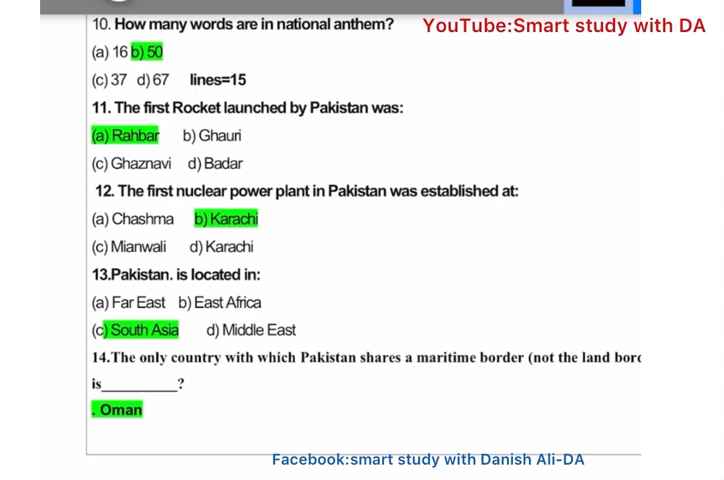 10. How many words are in national anthem?
YouTube:Smart study with DA
(a) 16 b) 50
(c) 37 d) 67 lines=15
11. The first Rocket launched by Pakistan was:
(a) Rahbar b) Ghauri
(c) Ghaznavi d) Badar
12. The first nuclear power plant in Pakistan was established at:
(a) Chashma b) Karachi
(c) Mianwali d) Karachi
13.Pakistan. is located in:
(a) Far East b) East Africa
(c) South Asia d) Middle East
14.The only country with which Pakistan shares a maritime border (not the land
is_________?
. Oman
Facebook:smart study with Danish Ali-DA